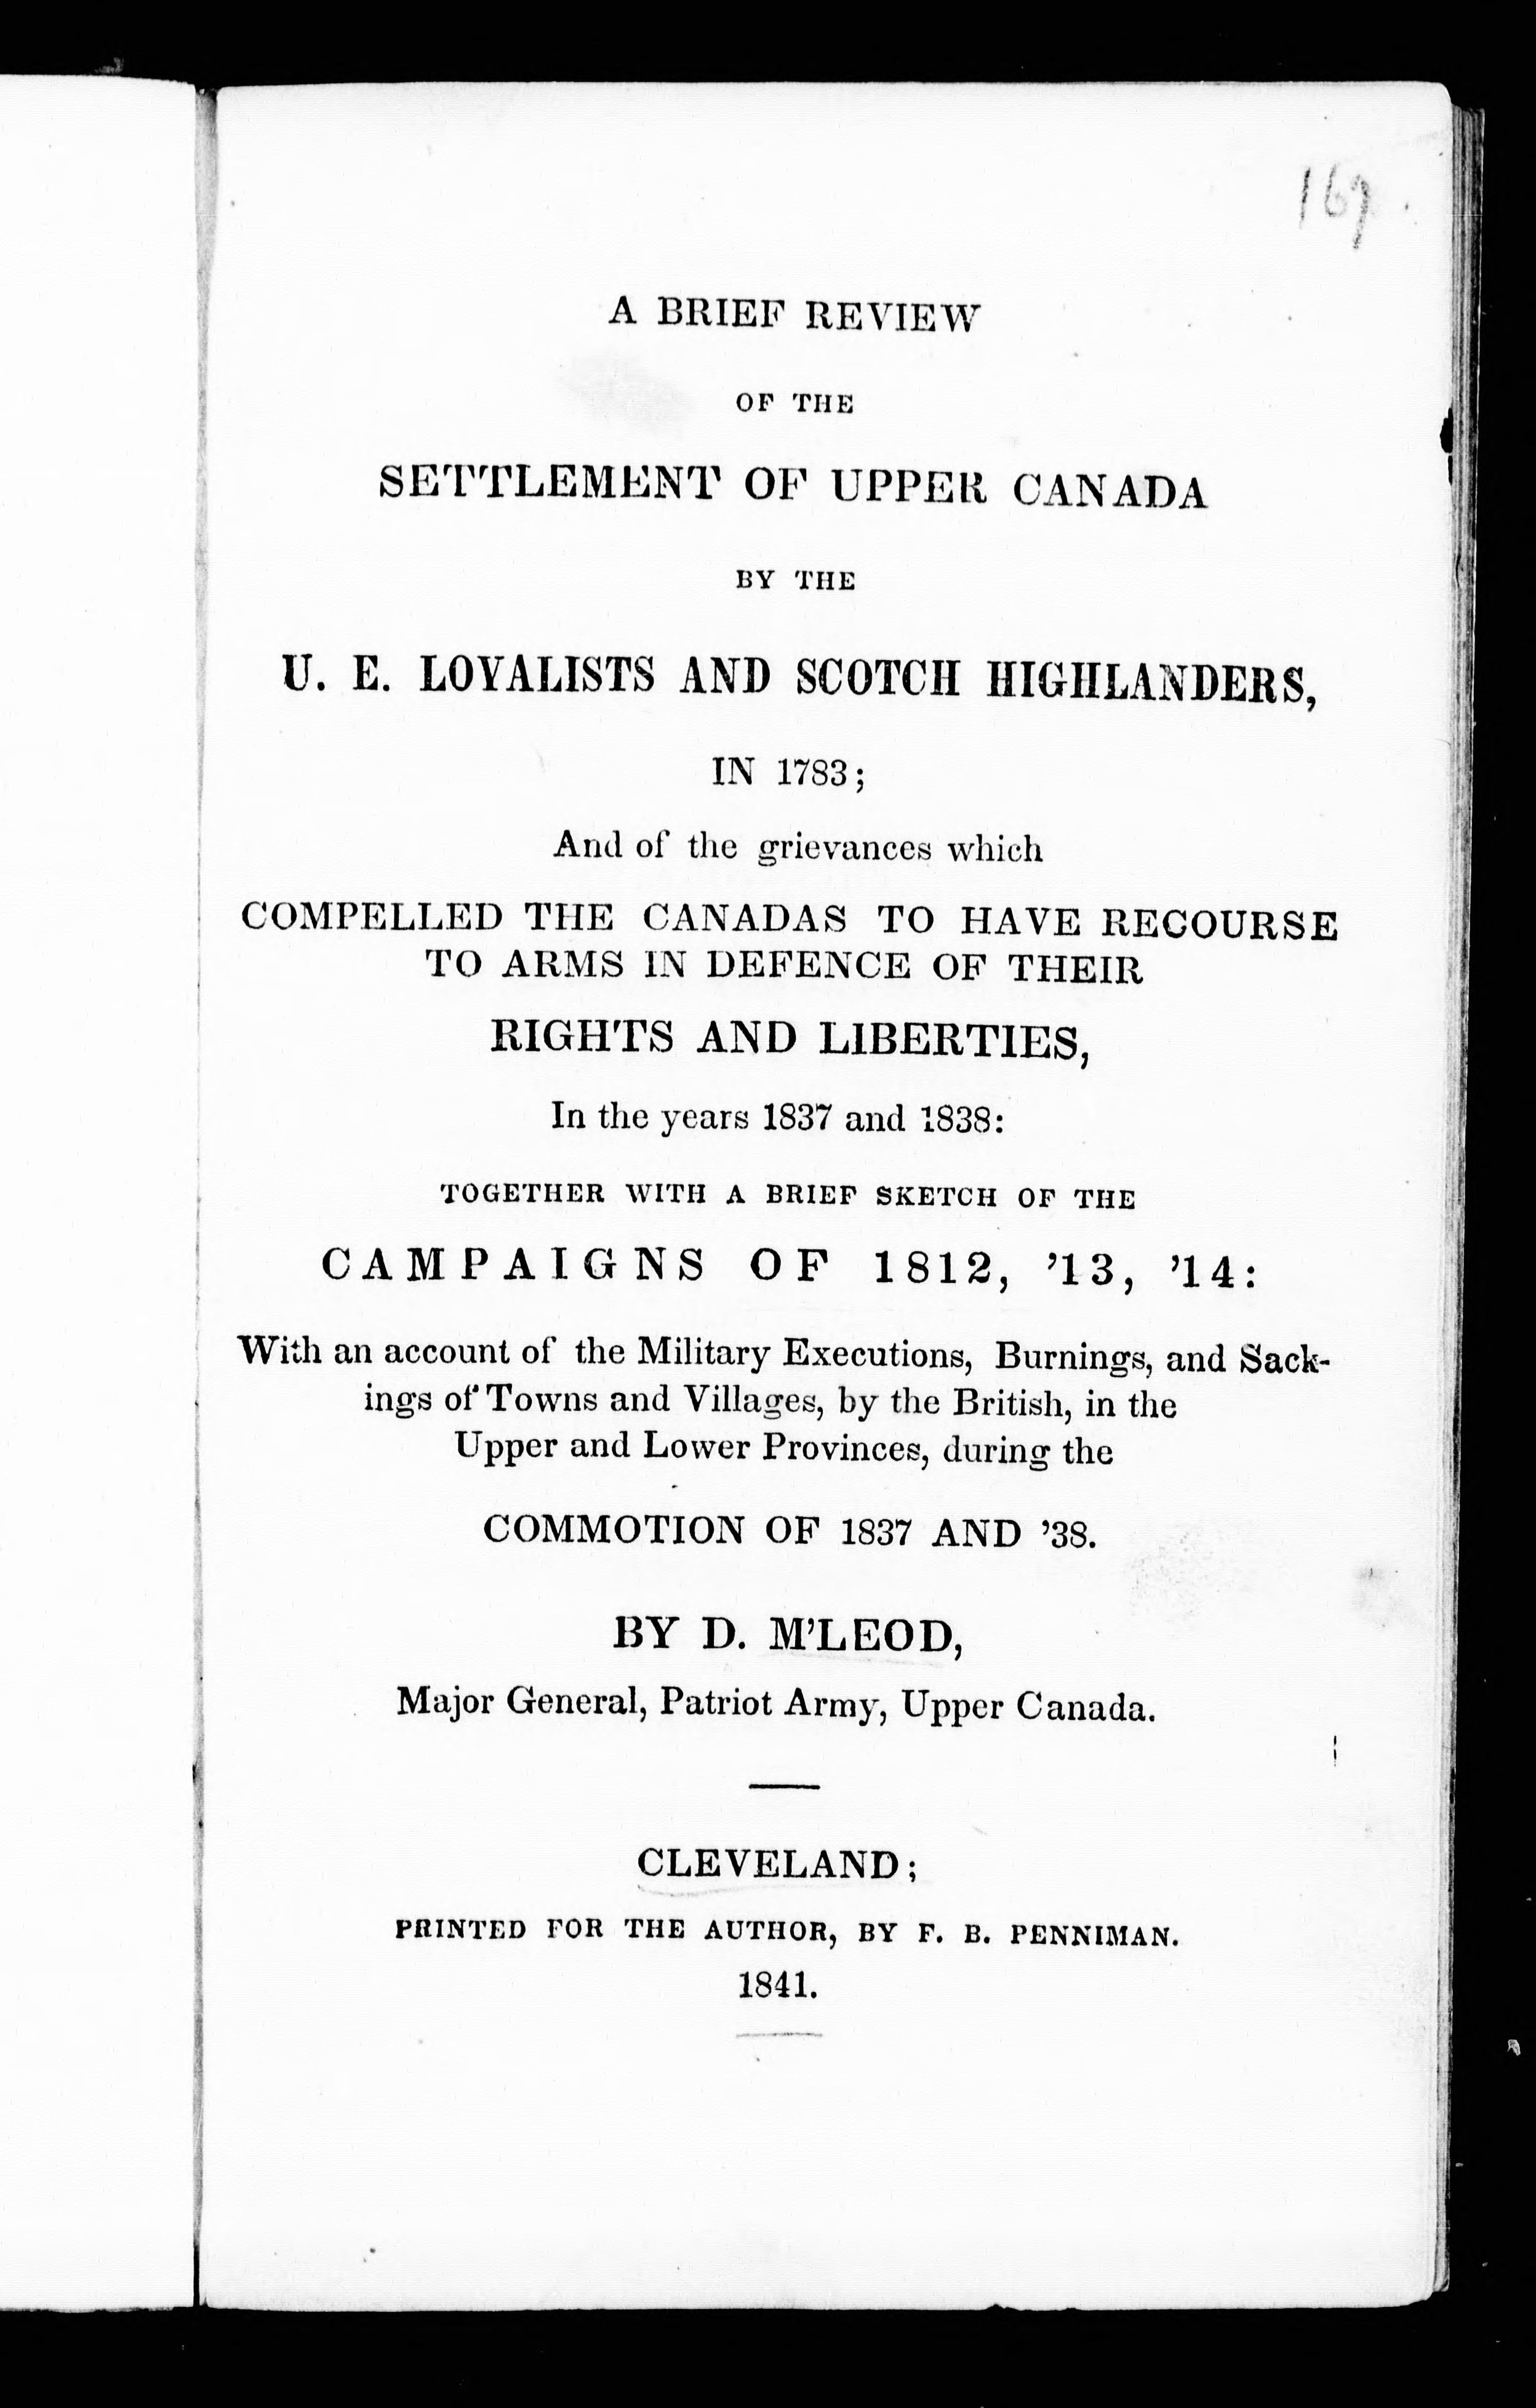 169.
A BRIEF REVIEW
OF THE
SETTLEMENT OF UPPER CANADA
BY THE
U. E. LOYALISTS AND SCOTCH HIGHLANDERS,
IN 1783;
And of the grievances which
COMPELLED THE CANADAS TO HAVE RECOURSE
TO ARMS IN DEFENCE OF THEIR
RIGHTS AND LIBERTIES,
In the years 1837 and 1838:
TOGETHER WITH A BRIEF SKETCH OF THE
CAMPAIGNS OF 1812, ’13, ’14:
With an account of the Military Executions, Burnings, and Sack-
ings of Towns and Villages, by the British, in the
Upper and Lower Provinces, during the
COMMOTION OF 1837 AND ’38.
BY D. M’LEOD,
Major General, Patriot Army, Upper Canada.
CLEVELAND;
PRINTED FOR THE AUTHOR, BY F. B. PENNIMAN.
1841.